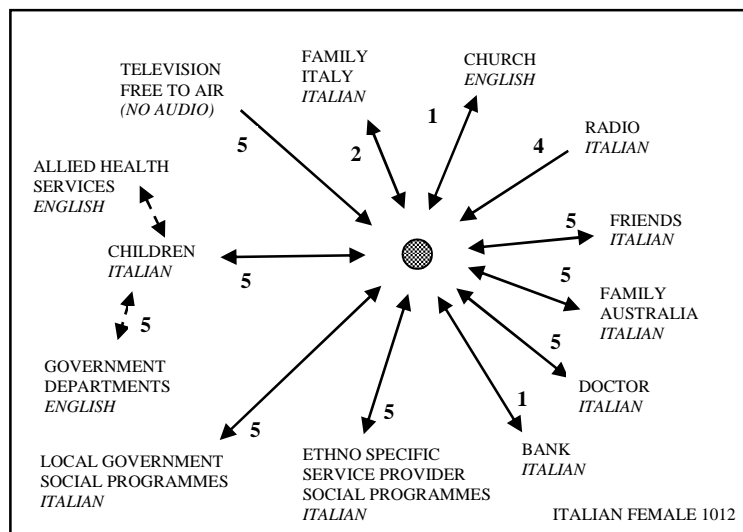 TELEVISION
FREE TO AIR
(NO AUDIO)
5
FAMILY
ITALY
ITALIAN
2
CHURCH
ENGLISH
1
RADIO
ITALIAN
4
ALLIED HEALTH
SERVICES
ENGLISH
CHILDREN
ITALIAN
5
5
GOVERNMENT
DEPARTMENTS
ENGLISH
FRIENDS
ITALIAN
5
FAMILY
AUSTRALIA
ITALIAN
5
DOCTOR
ITALIAN
5
BANK
ITALIAN
1
ETHNO SPECIFIC
SERVICE PROVIDER
SOCIAL PROGRAMMES
ITALIAN
5
LOCAL GOVERNMENT
SOCIAL PROGRAMMES
ITALIAN
5
ITALIAN FEMALE 1012